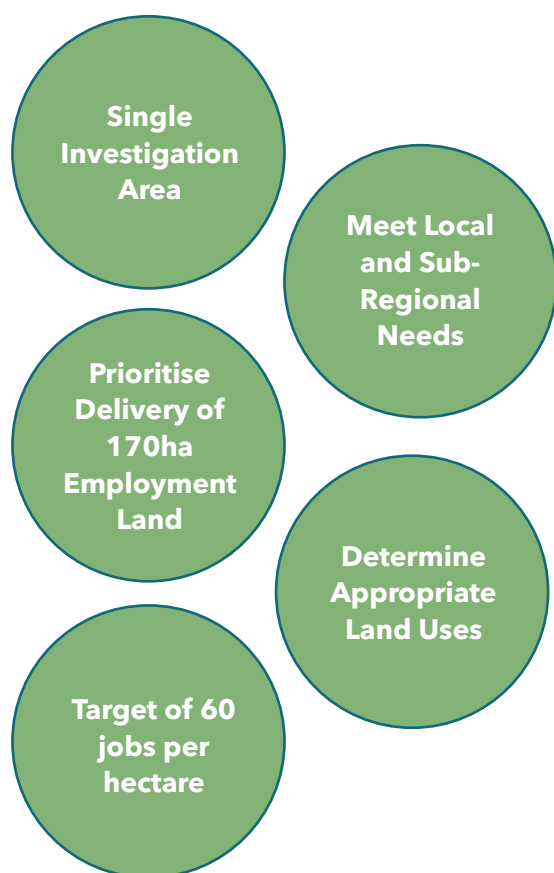 Single
Investigation
Area
Meet Local
and Sub-
Regional
Needs
Prioritise
Delivery of
170ha
Employment
Land
Determine
Appropriate
Land Uses
Target of 60
jobs per
hectare